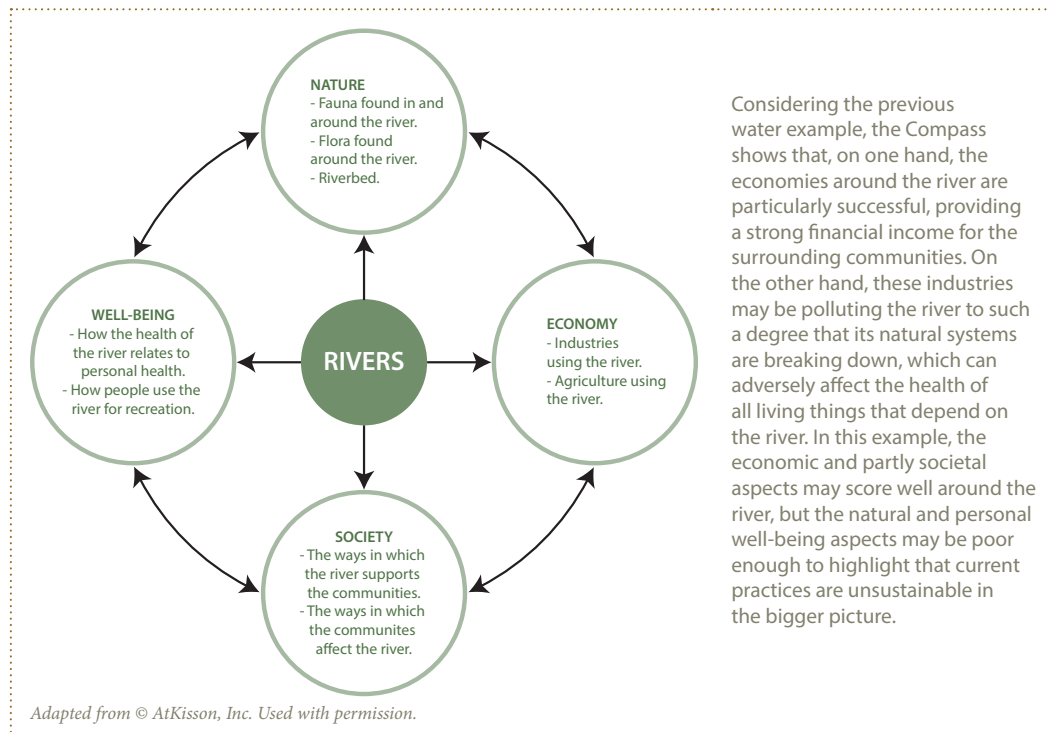 NATURE
- Fauna found in and
around the river.
- Flora found
around the river.
- Riverbed.
WELL-BEING
- How the health of
the river relates to
personal health.
- How people use the
river for recreation.
RIVERS
ECONOMY
- Industries
using the river.
- Agriculture using
the river.
SOCIETY
- The ways in which
the river supports
the communities.
- The ways in which
the communites
affect the river.
Considering the previous
water example, the Compass
shows that, on one hand, the
economies around the river are
particularly successful, providing
a strong financial income for the
surrounding communities. On
the other hand, these industries
may be polluting the river to such
a degree that its natural systems
are breaking down, which can
adversely affect the health of
all living things that depend on
the river. In this example, the
economic and partly societal
aspects may score well around the
river, but the natural and personal
well-being aspects may be poor
enough to highlight that current
practices are unsustainable in
the bigger picture.
Adapted from © AtKisson, Inc. Used with permission.